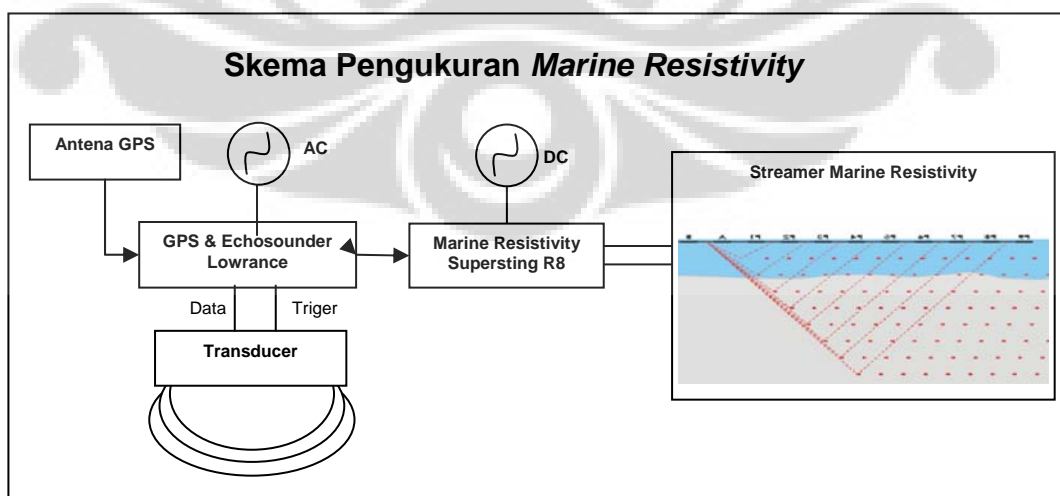 Skema Pengukuran Marine Resistivity
Antena GPS
AC
DC
Streamer Marine Resistivity
GPS & Echosounder
Lowrance
Marine Resistivity
Supersting R8
Data
Triger
Transducer